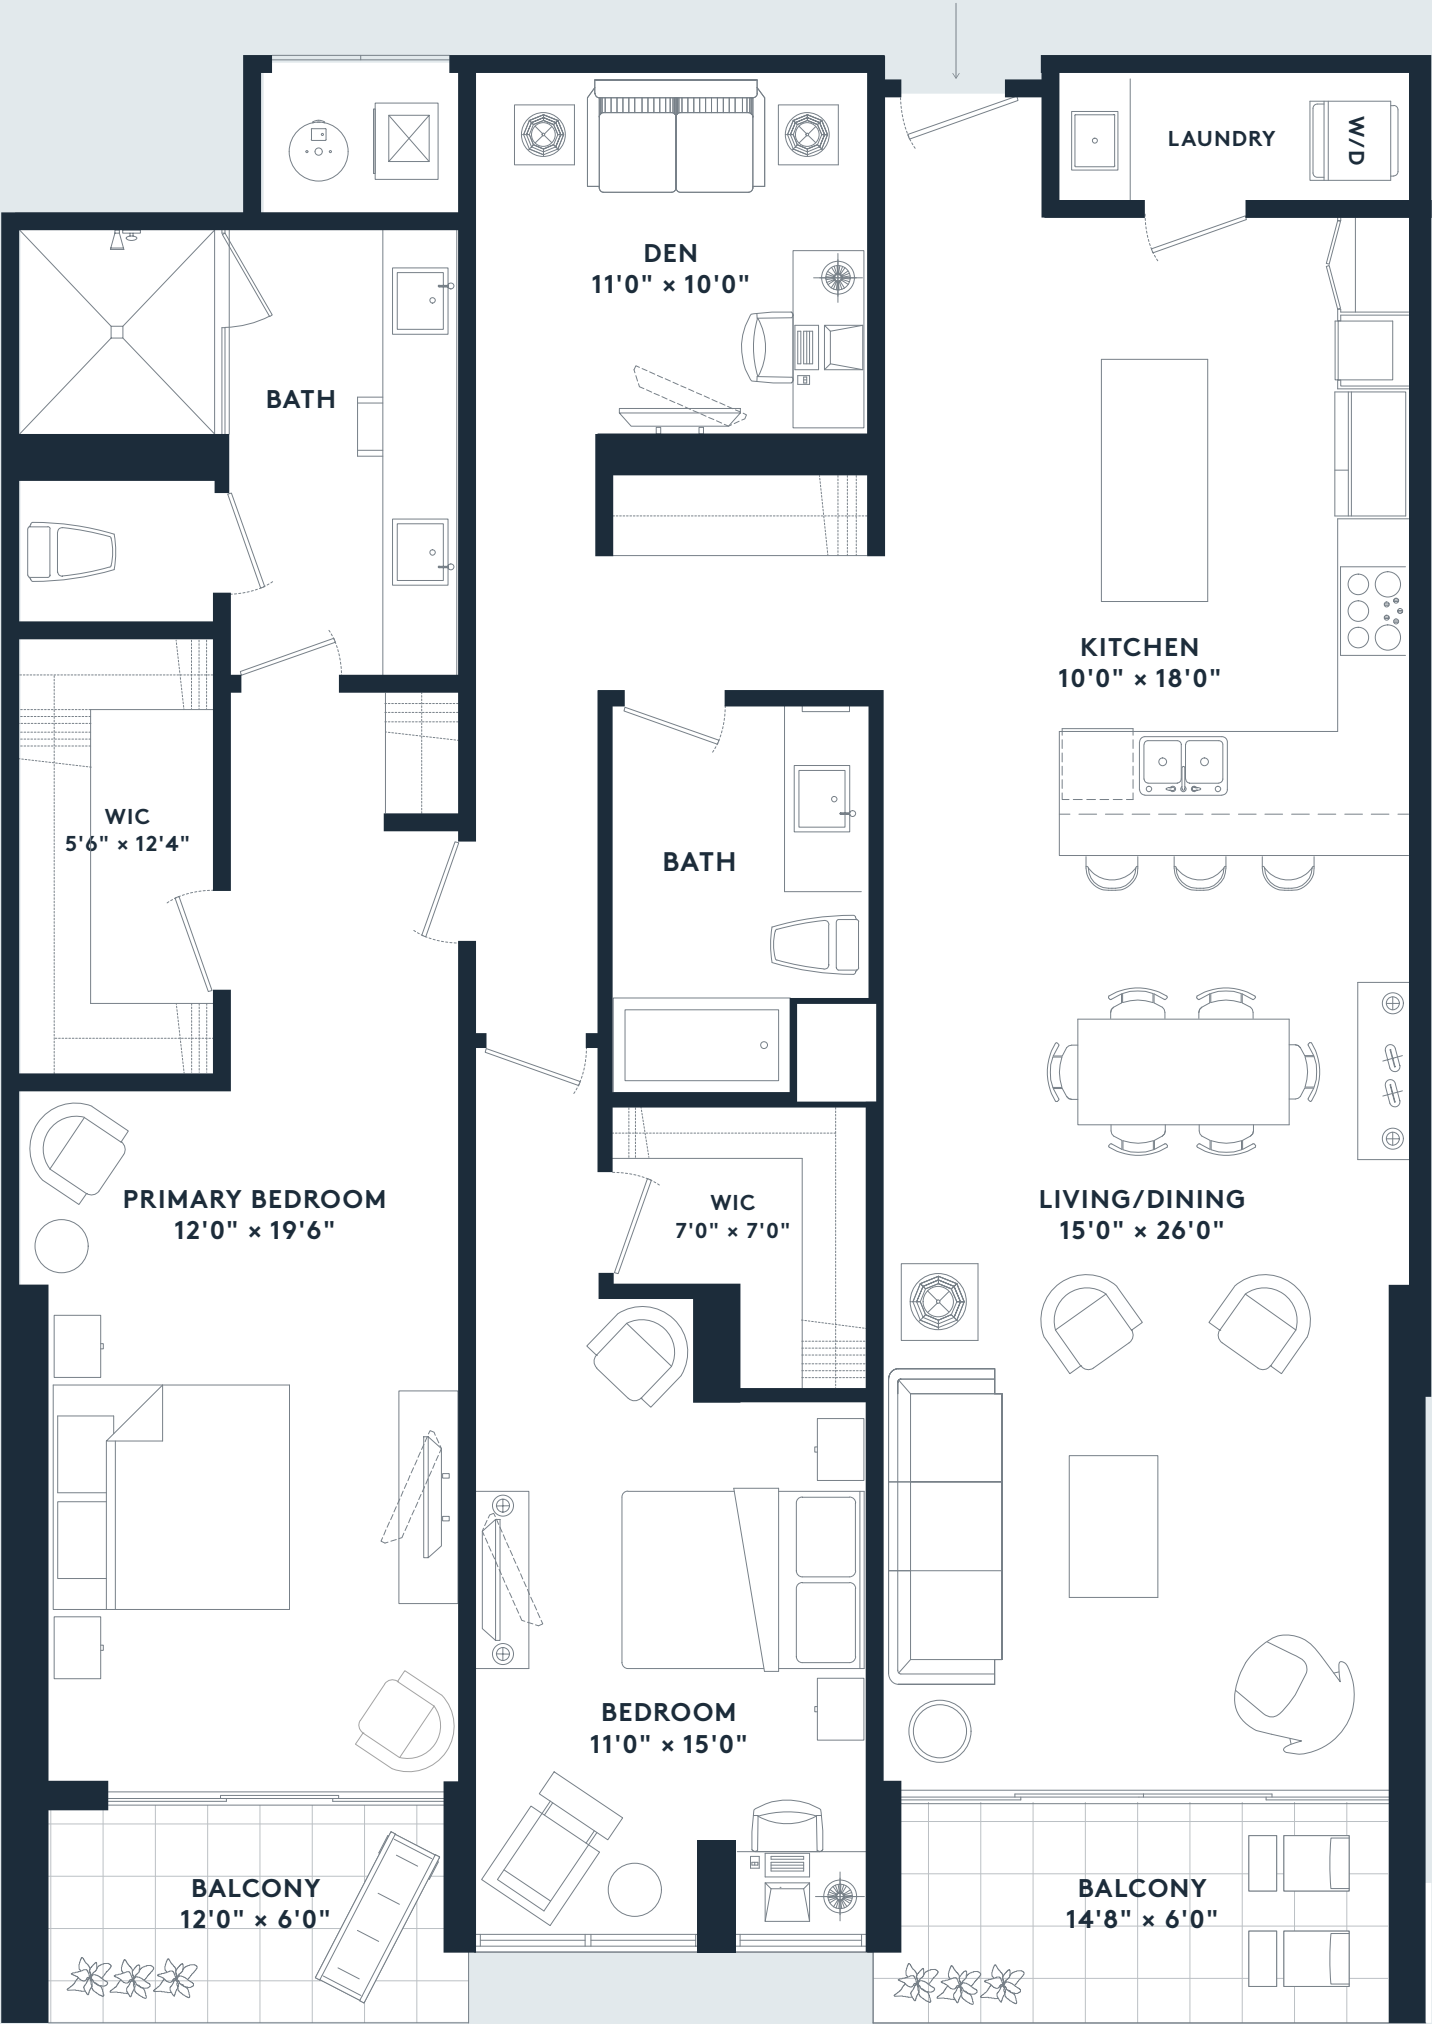 LAUNDRY
W/D
DEN
11'0" × 10'0"
BATH
KITCHEN
10'0" × 18'0"
WIC
5'6" × 12'4"
BATH
PRIMARY BEDROOM
12'0" × 19'6"
WIC
7'0" × 7'0"
LIVING/DINING
15'0" × 26'0"
BEDROOM
11'0" × 15'0"
BALCONY
12'0" × 6'0"
BALCONY
14'8" × 6'0"